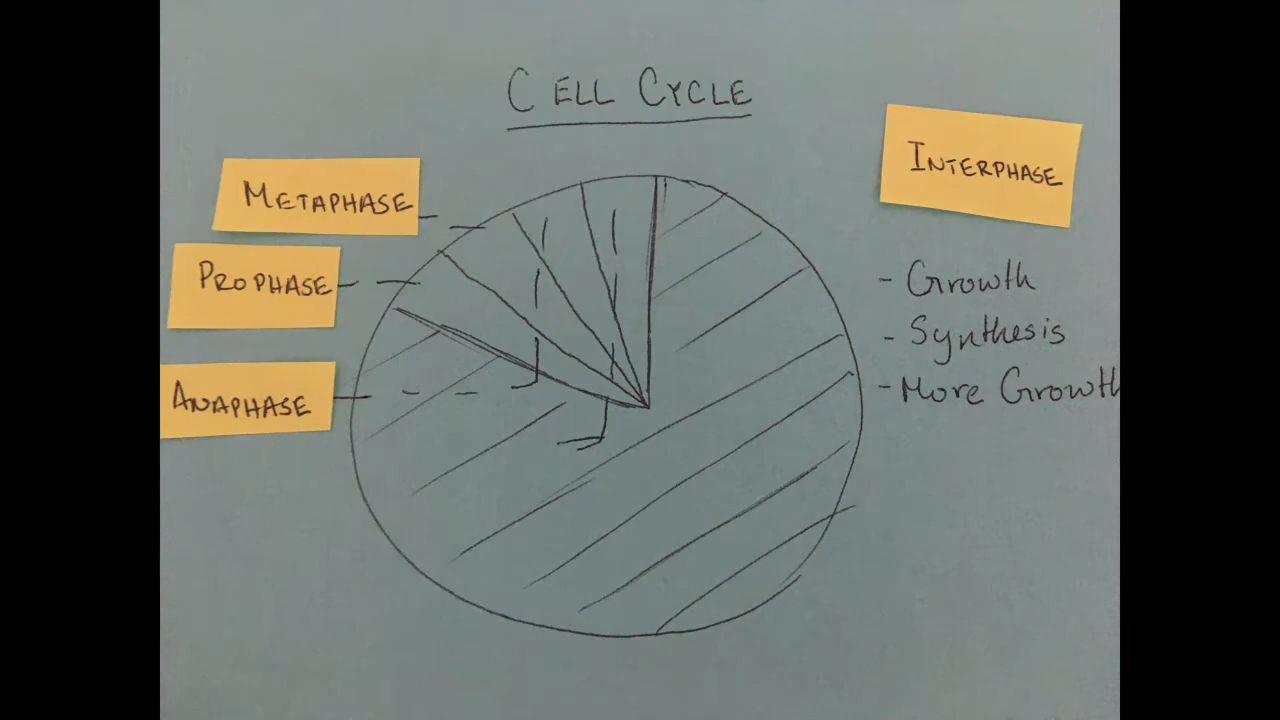 CELL CYCLE
METAPHASE
PROPHASE
ANAPHASE
INTERPHASE
- Growth
- Synthesis
- More Growth